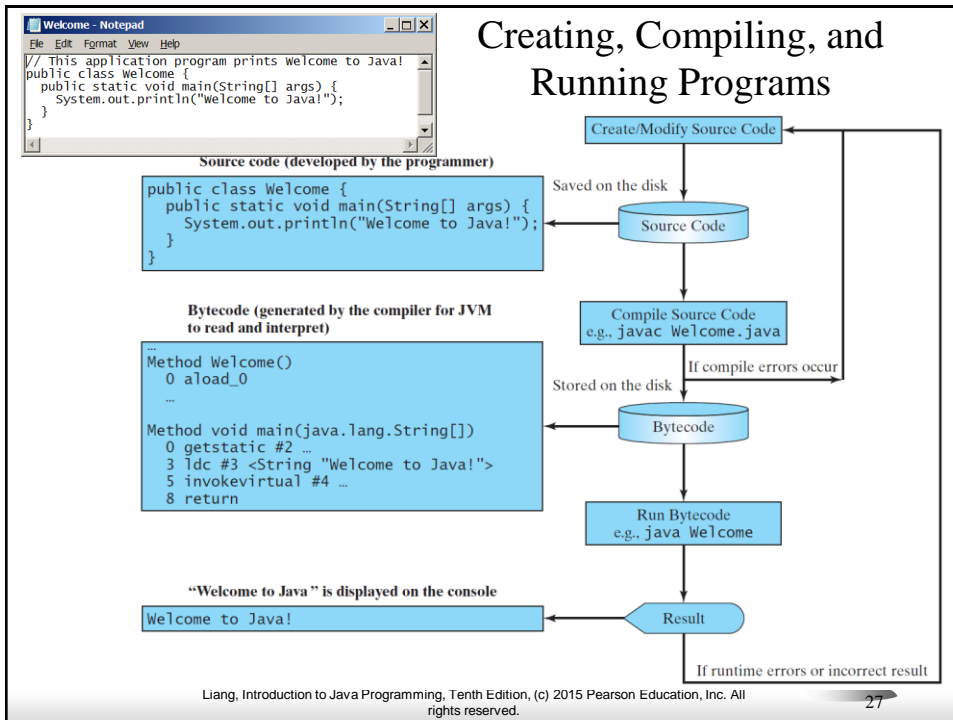 Welcome - Notepad
File Edit Format View Help
// This application program prints Welcome to Java!
public class Welcome {
  public static void main(String[] args) {
    System.out.println("Welcome to Java!");
  }
}
Creating, Compiling, and
Running Programs
Create/Modify Source Code
Source code (developed by the programmer)
public class Welcome {
  public static void main(String[] args) {
    System.out.println("Welcome to Java!");
  }
}
Saved on the disk
Source Code
Compile Source Code
e.g., javac Welcome.java
If compile errors occur
Bytecode (generated by the compiler for JVM
to read and interpret)
…
Method Welcome()
  0 aload_0
  …
Method void main(java.lang.String[])
  0 getstatic #2 …
  3 ldc #3 <String "Welcome to Java!">
  5 invokevirtual #4 …
  8 return
Stored on the disk
Bytecode
Run Bytecode
e.g., java Welcome
“Welcome to Java” is displayed on the console
Welcome to Java!
Result
If runtime errors or incorrect result
Liang, Introduction to Java Programming, Tenth Edition, (c) 2015 Pearson Education, Inc. All
rights reserved.
27